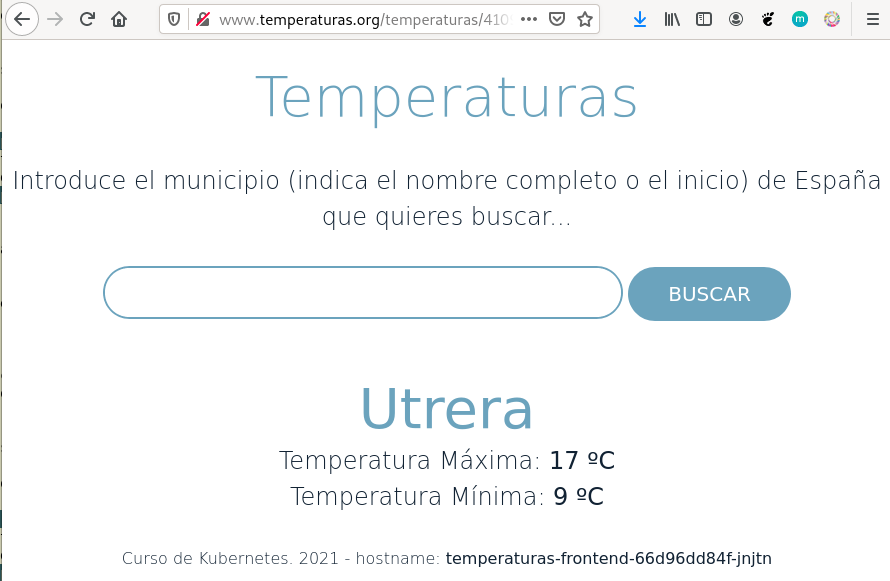 www.temperaturas.org/temperaturas/410
Temperaturas
Introduce el municipio (indica el nombre completo o el inicio) de España
que quieres buscar...
BUSCAR
Utrera
Temperatura Máxima: 17 ºC
Temperatura Mínima: 9 ºC
Curso de Kubernetes. 2021 - hostname: temperaturas-frontend-66d96dd84f-jnjtn